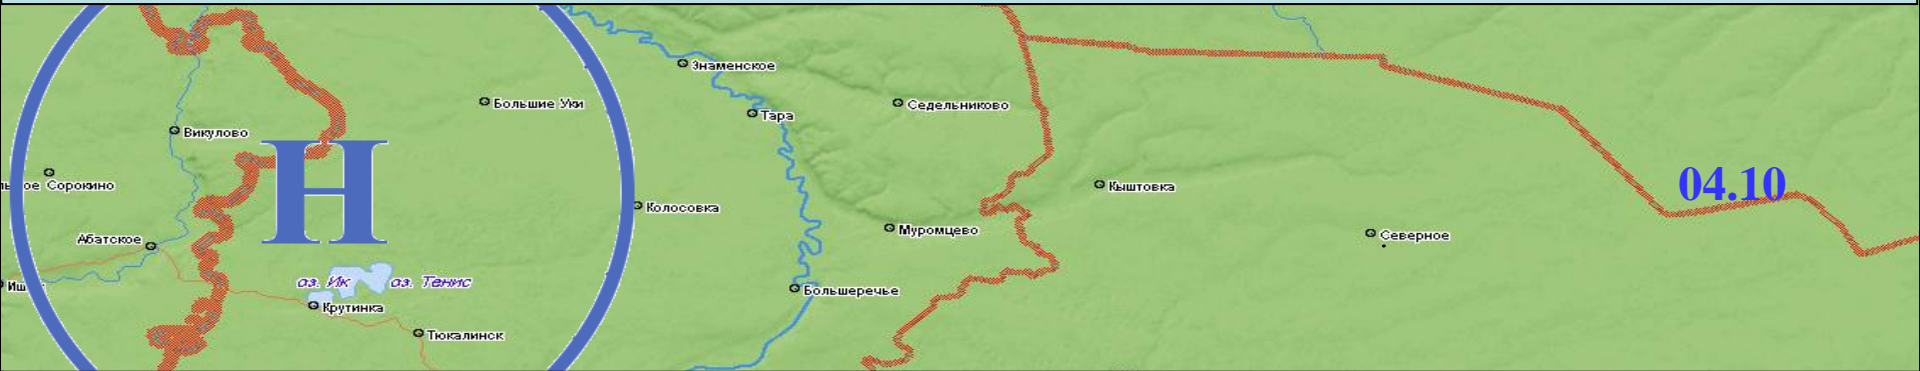 Знаменское
Большие Уки
Седельниково
Тара
Викулово
Н
ое Сорокино
04.10
Кыштовка
Колосовка
Муромцево
Северное
Абатское
оз. Ик
оз. Тенис
Большеречье
Крутинка
Тюкалинск